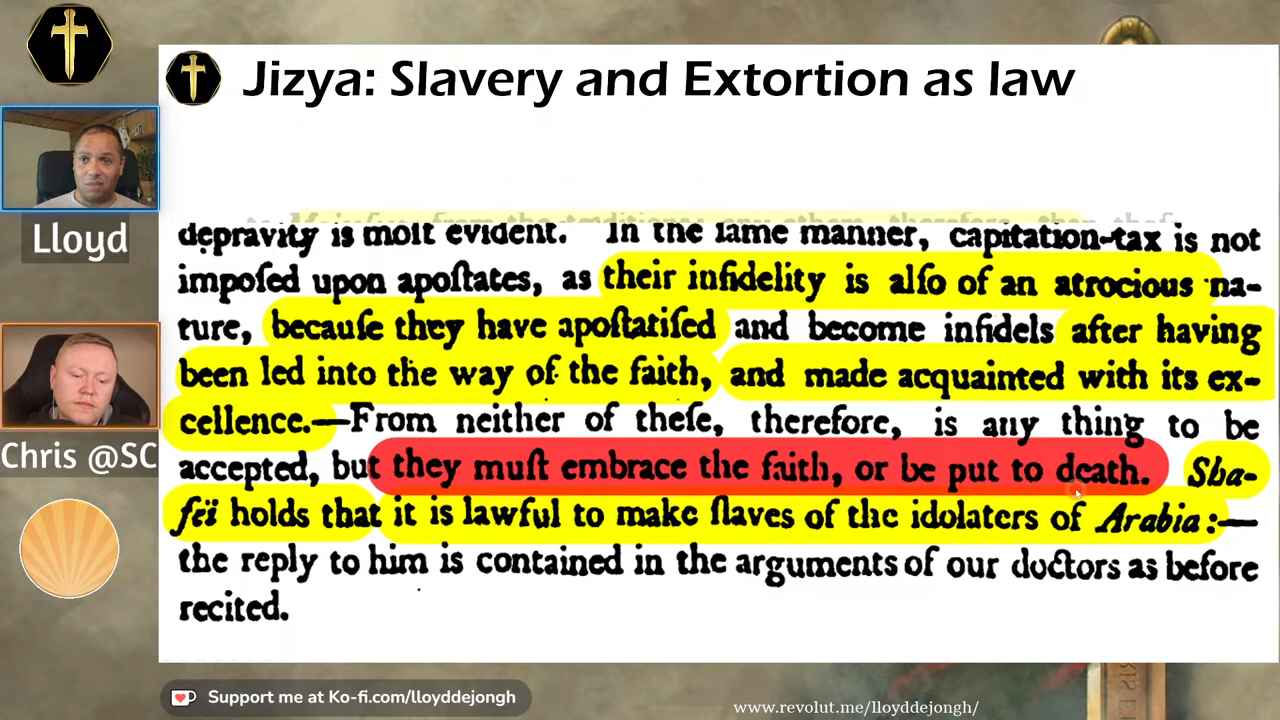 Jizya: Slavery and Extortion as law
depravity is moſt evident. In the ſame manner, capitation-tax is not
impoſed upon apoſtates, as their infidelity is alſo of an atrocious na-
ture, becauſe they have apoſtatiſed and become infidels after having
been led into the way of the faith, and made acquainted with its ex-
cellence.—From neither of theſe, therefore, is any thing to be
accepted, but they muſt embrace the faith, or be put to death. Sha-
feï holds that it is lawful to make ſlaves of the idolaters of Arabia:—
the reply to him is contained in the arguments of our doctors as before
recited.
Lloyd
Chris @SC
Support me at Ko-fi.com/lloyddejongh
www.revolut.me/lloyddejongh/